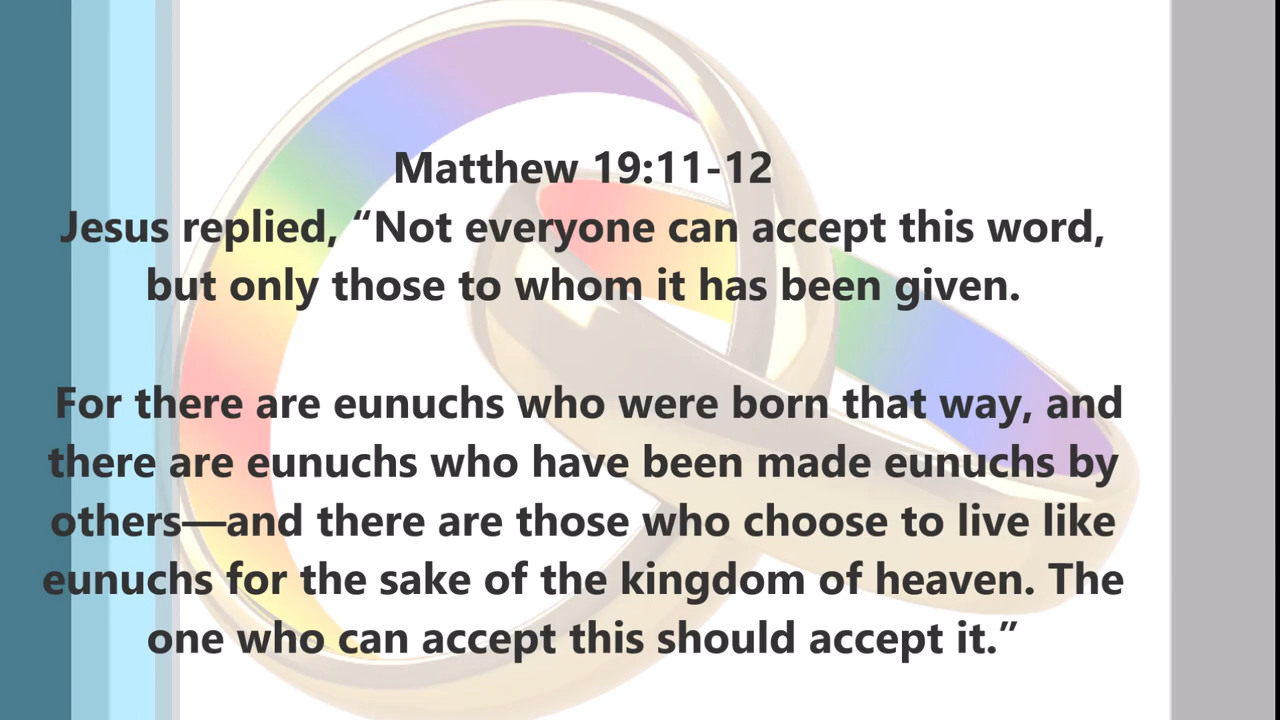 Matthew 19:11-12
Jesus replied, “Not everyone can accept this word,
but only those to whom it has been given.
For there are eunuchs who were born that way, and
there are eunuchs who have been made eunuchs by
others—and there are those who choose to live like
eunuchs for the sake of the kingdom of heaven. The
one who can accept this should accept it.”